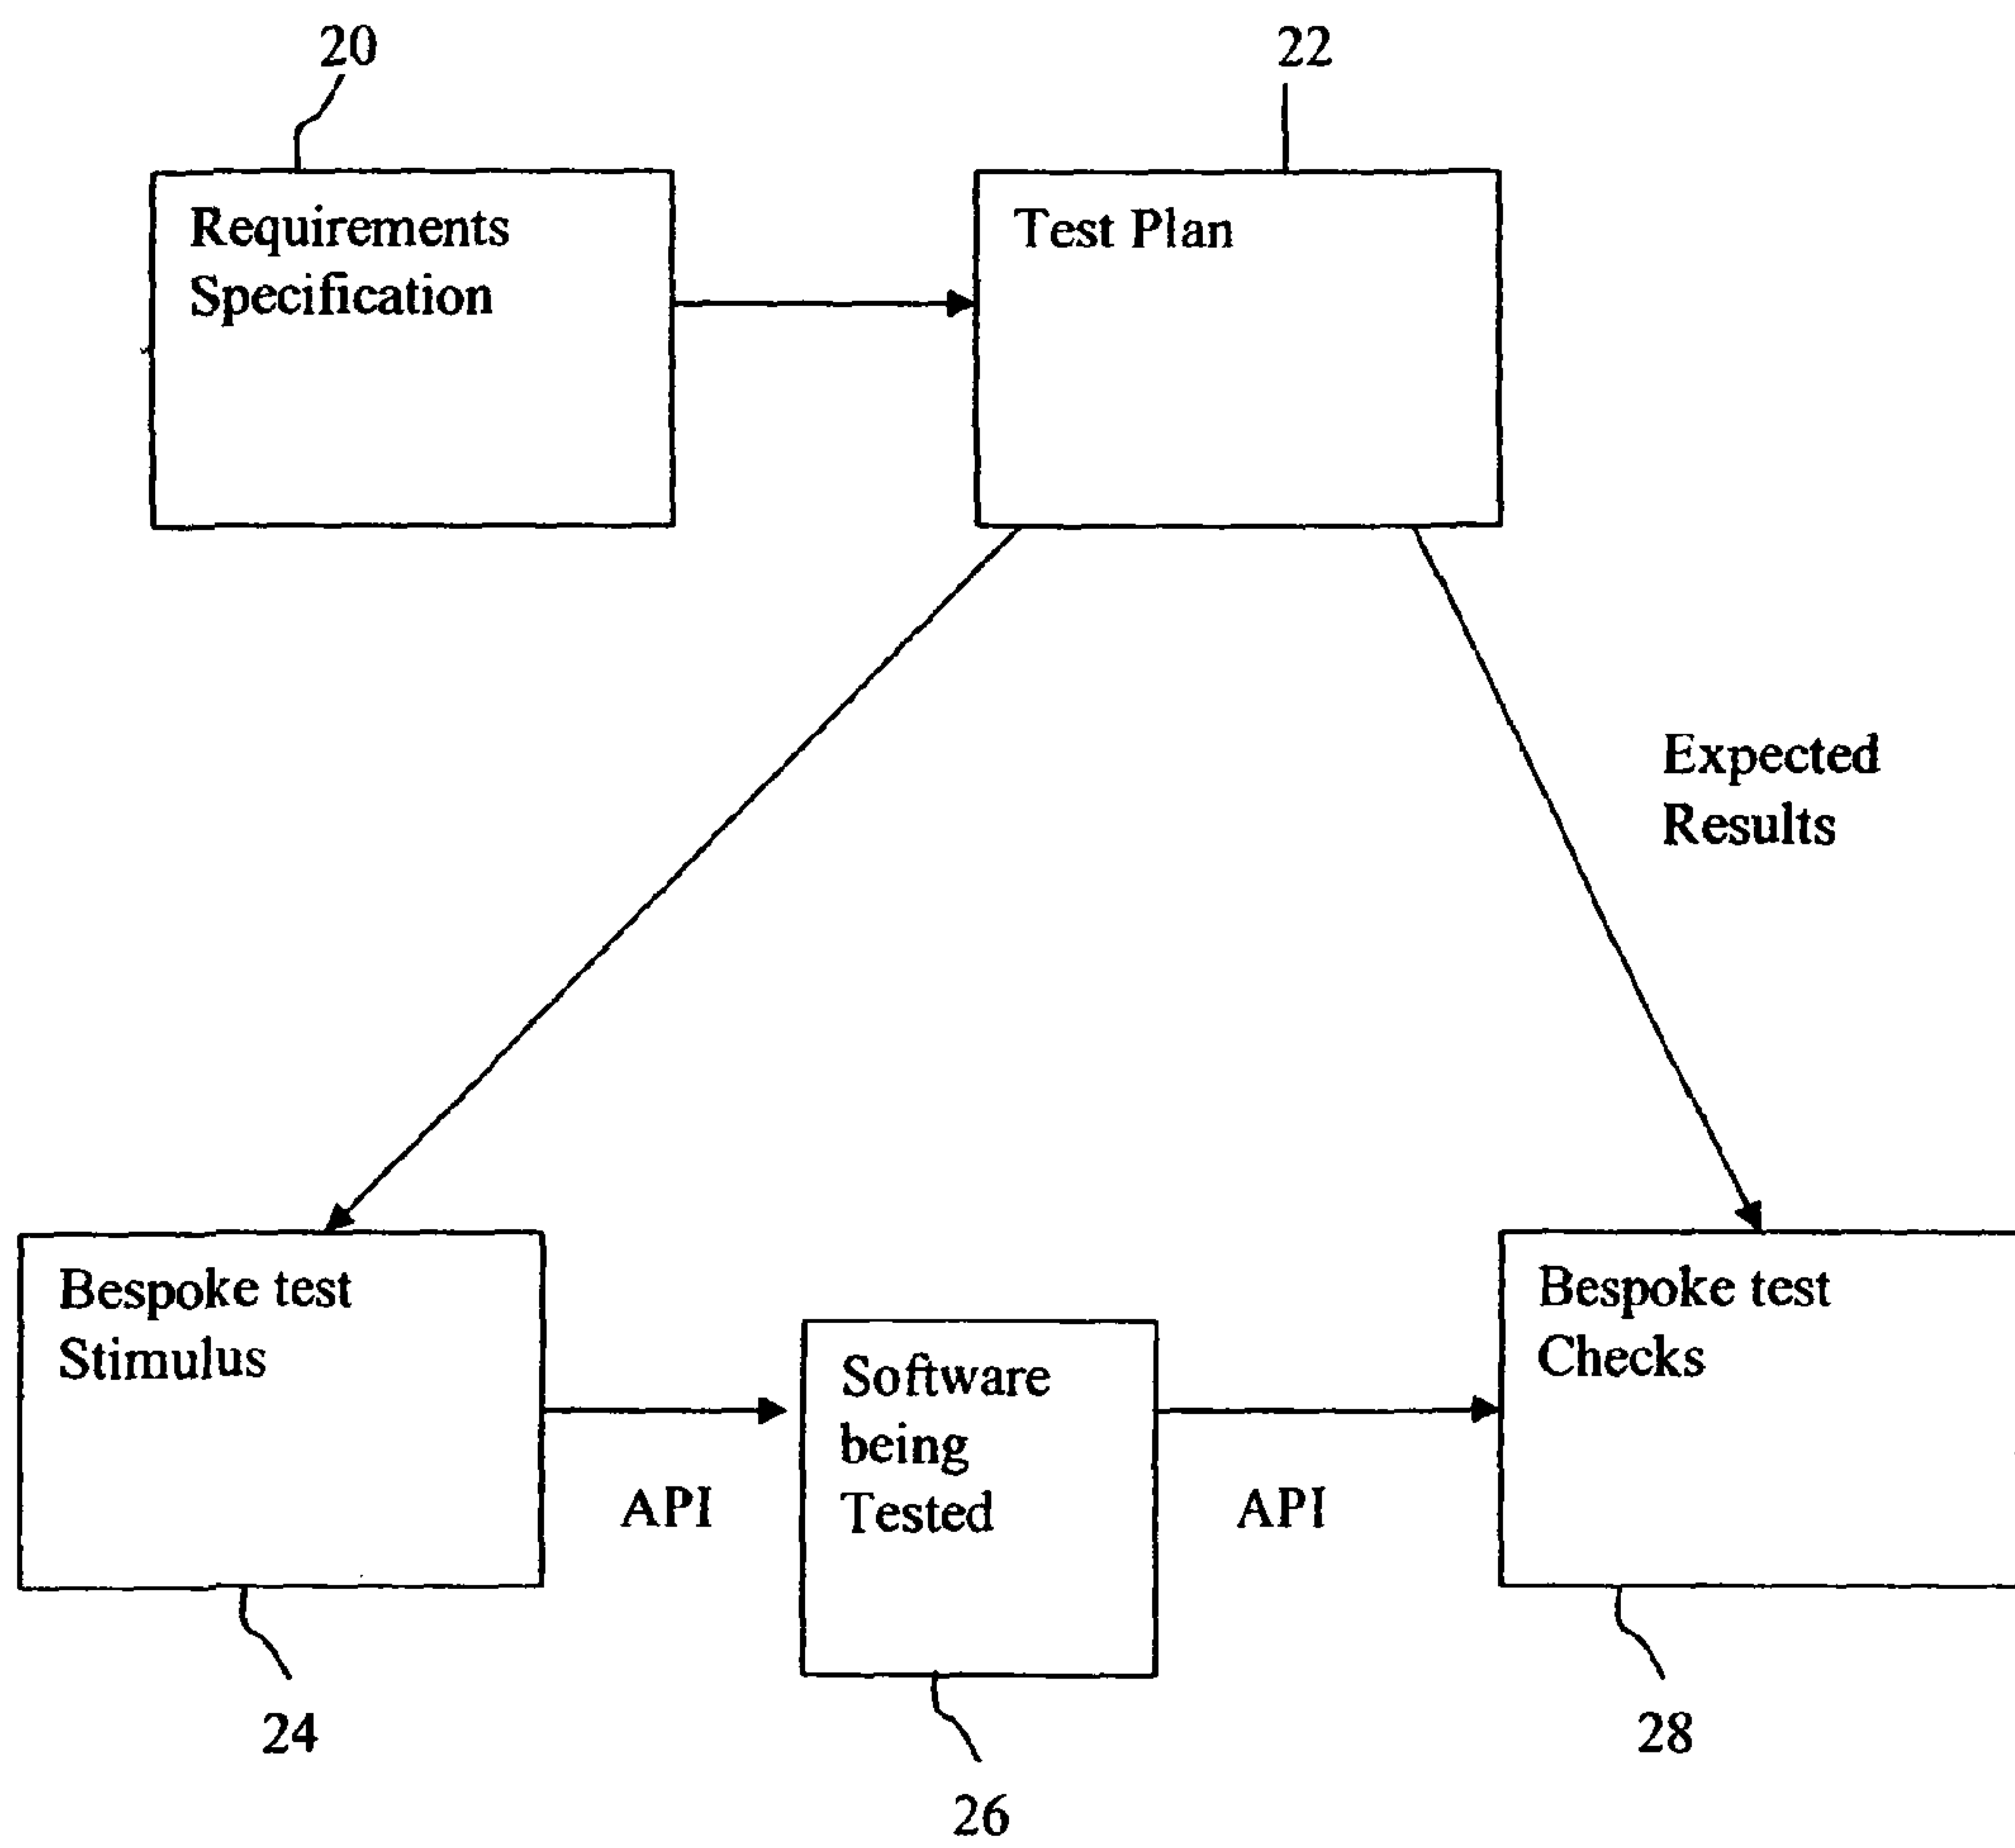 20
22
Requirements
Specification
Test Plan
Expected
Results
Bespoke test
Stimulus
API
Software
being
Tested
API
Bespoke test
Checks
24
26
28